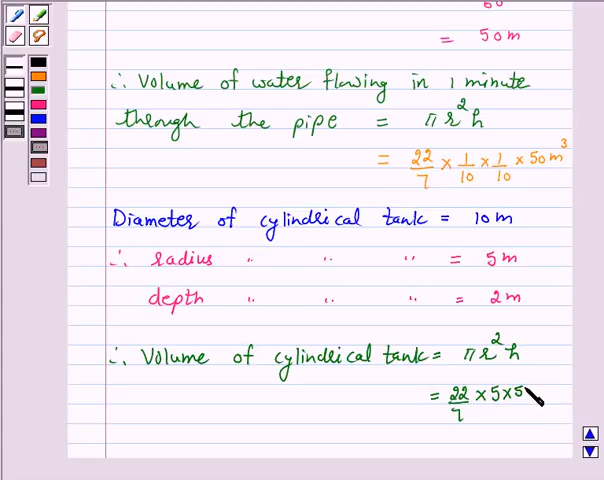 60
= 50 m
∴ Volume of water flowing in 1 minute
through the pipe = πr²h
= 22/7 × 1/10 × 1/10 × 50 m³
Diameter of cylindrical tank = 10 m
∴ radius " " " = 5 m
depth " " " = 2 m
∴ Volume of cylindrical tank = πr²h
= 22/7 × 5 × 5